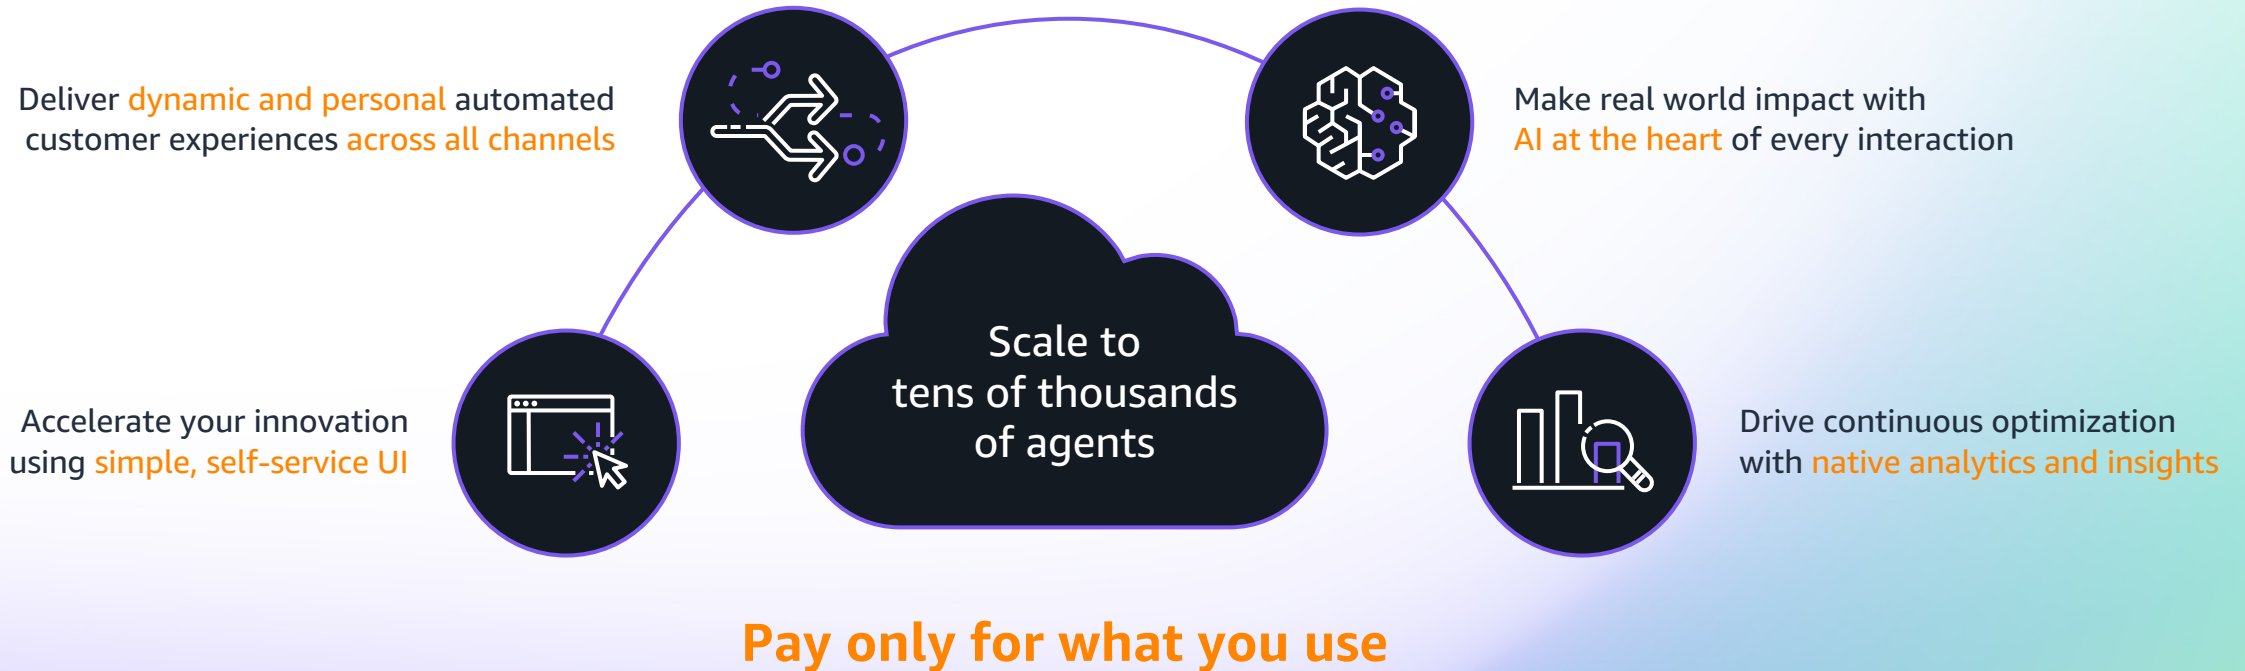 Deliver dynamic and personal automated
customer experiences across all channels
Make real world impact with
AI at the heart of every interaction
Scale to
tens of thousands
of agents
Accelerate your innovation
using simple, self-service UI
Drive continuous optimization
with native analytics and insights
Pay only for what you use